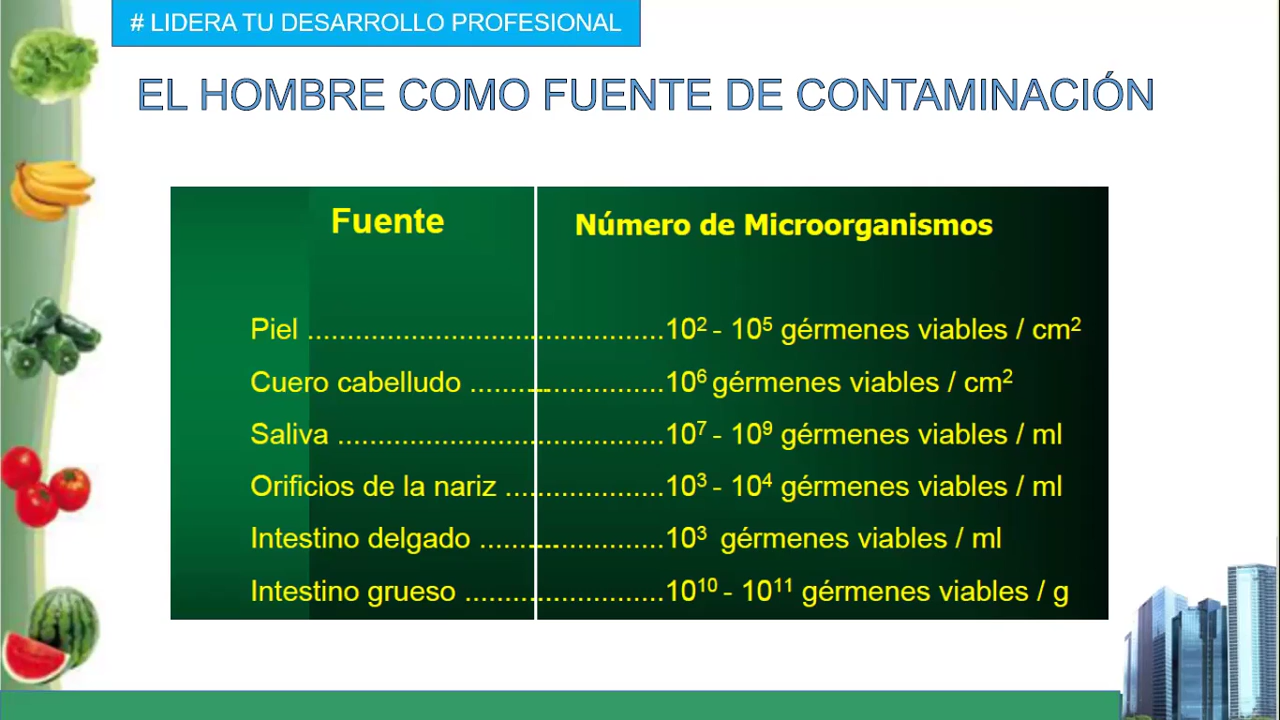 # LIDERA TU DESARROLLO PROFESIONAL
EL HOMBRE COMO FUENTE DE CONTAMINACIÓN
Fuente Número de Microorganismos
Piel ........................................10² - 10⁵ gérmenes viables / cm²
Cuero cabelludo ........................10⁶ gérmenes viables / cm²
Saliva ........................................10⁷ - 10⁹ gérmenes viables / ml
Orificios de la nariz ....................10³ - 10⁴ gérmenes viables / ml
Intestino delgado .......................10³ gérmenes viables / ml
Intestino grueso .........................10¹⁰ - 10¹¹ gérmenes viables / g